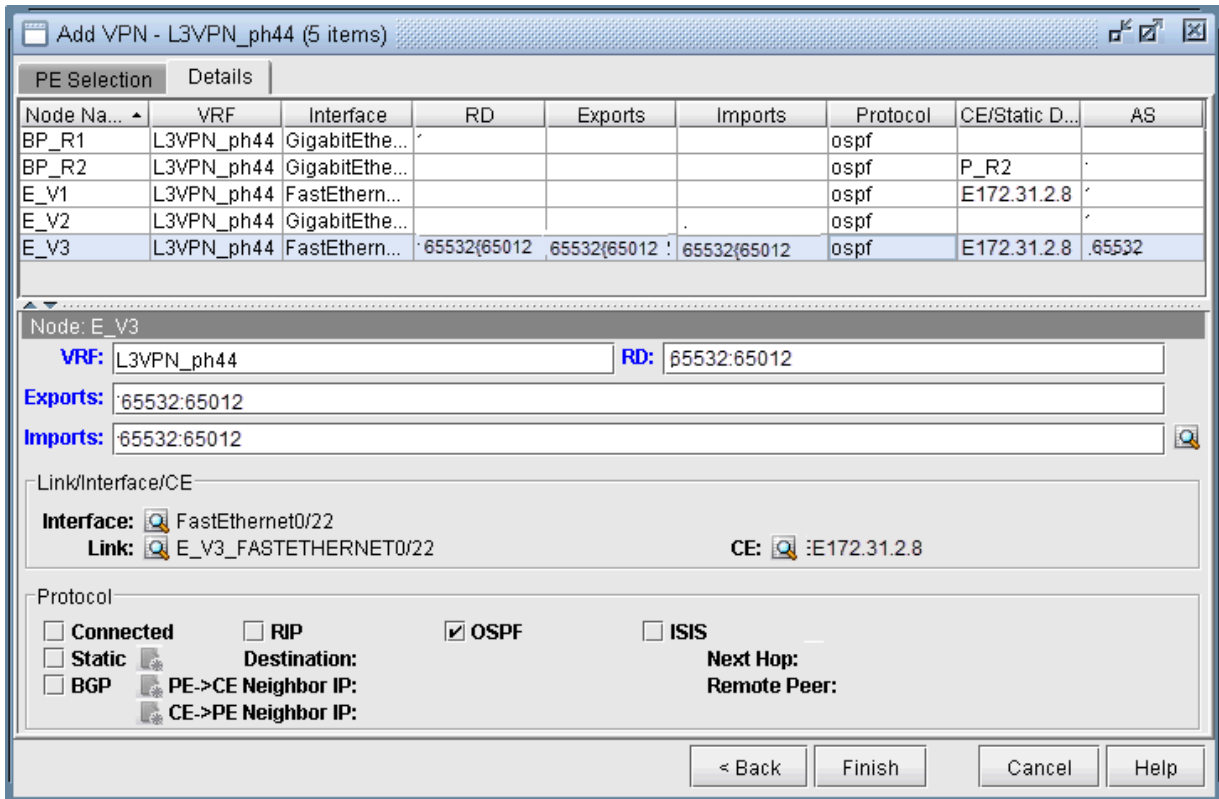 Add VPN - L3VPN_ph44 (5 items)
PE Selection Details
Node Na... VRF Interface RD Exports Imports Protocol CE/Static D... AS
BP_R1 L3VPN_ph44 GigabitEthe... ospf
BP_R2 L3VPN_ph44 GigabitEthe... ospf P_R2
E_V1 L3VPN_ph44 FastEthern... ospf E172.31.2.8
E_V2 L3VPN_ph44 GigabitEthe... ospf
E_V3 L3VPN_ph44 FastEthern... 65532{65012 65532{65012 65532{65012 ospf E172.31.2.8 65532
Node: E_V3
VRF: L3VPN_ph44 RD: 65532:65012
Exports: 65532:65012
Imports: 65532:65012
Link/Interface/CE
Interface: FastEthernet0/22
Link: E_V3_FASTETHERNET0/22 CE: E172.31.2.8
Protocol
Connected RIP OSPF ISIS
Static Destination: Next Hop:
BGP PE->CE Neighbor IP: Remote Peer:
CE->PE Neighbor IP:
< Back Finish Cancel Help